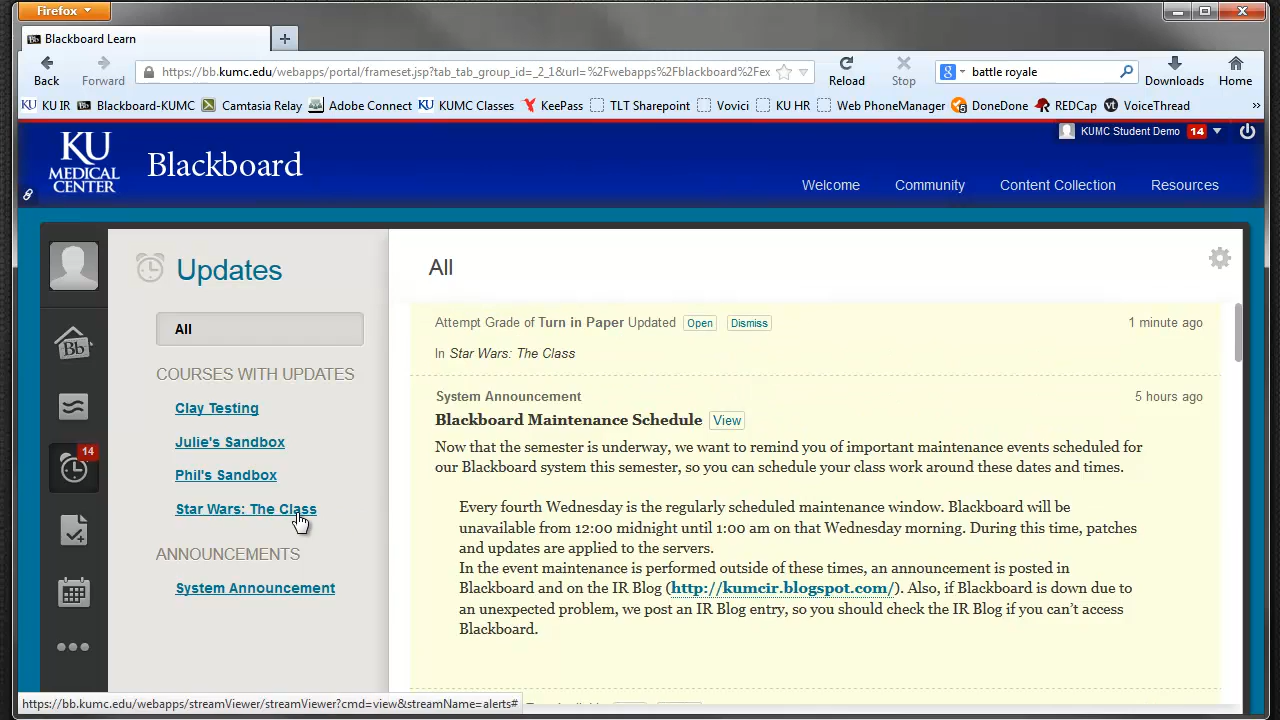 Firefox
Blackboard Learn
Back
Forward
https://bb.kumc.edu/webapps/portal/frameset.jsp?tab_tab_group_id=_2_1&url=%2Fwebapps%2Fblackboard%2Fex
Reload
Stop
battle royale
Downloads
Home
KU IR
Blackboard-KUMC
Camtasia Relay
Adobe Connect
KUMC Classes
KeePass
TLT Sharepoint
Vovici
KU HR
Web PhoneManager
DoneDone
REDCap
VoiceThread
»
KU
MEDICAL
CENTER
Blackboard
KUMC Student Demo 14
Welcome
Community
Content Collection
Resources
Bb
14
Updates
All
COURSES WITH UPDATES
Clay Testing
Julie's Sandbox
Phil's Sandbox
Star Wars: The Class
ANNOUNCEMENTS
System Announcement
All
Attempt Grade of Turn in Paper Updated Open Dismiss 1 minute ago
In Star Wars: The Class
System Announcement 5 hours ago
Blackboard Maintenance Schedule View
Now that the semester is underway, we want to remind you of important maintenance events scheduled for
our Blackboard system this semester, so you can schedule your class work around these dates and times.
Every fourth Wednesday is the regularly scheduled maintenance window. Blackboard will be
unavailable from 12:00 midnight until 1:00 am on that Wednesday morning. During this time, patches
and updates are applied to the servers.
In the event maintenance is performed outside of these times, an announcement is posted in
Blackboard and on the IR Blog (http://kumcir.blogspot.com/). Also, if Blackboard is down due to
an unexpected problem, we post an IR Blog entry, so you should check the IR Blog if you can't access
Blackboard.
https://bb.kumc.edu/webapps/streamViewer/streamViewer?cmd=view&streamName=alerts#